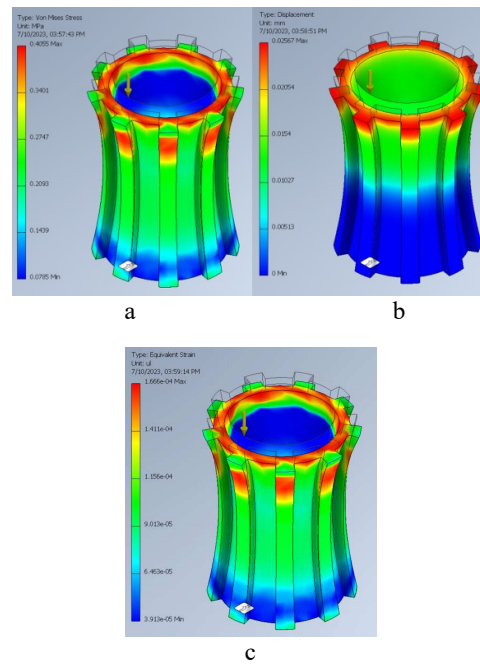 Type: Von Mises Stress
Unit: MPa
7/10/2023, 03:57:43 PM
0.4055 Max
0.3401
0.2747
0.2093
0.1439
0.0785 Min
a
Type: Displacement
Unit: mm
7/10/2023, 03:58:51 PM
0.02567 Max
0.02054
0.0154
0.01027
0.00513
0 Min
b
Type: Equivalent Strain
Unit: ul
7/10/2023, 03:59:14 PM
1.666e-04 Max
1.411e-04
1.156e-04
9.013e-05
6.463e-05
3.913e-05 Min
c